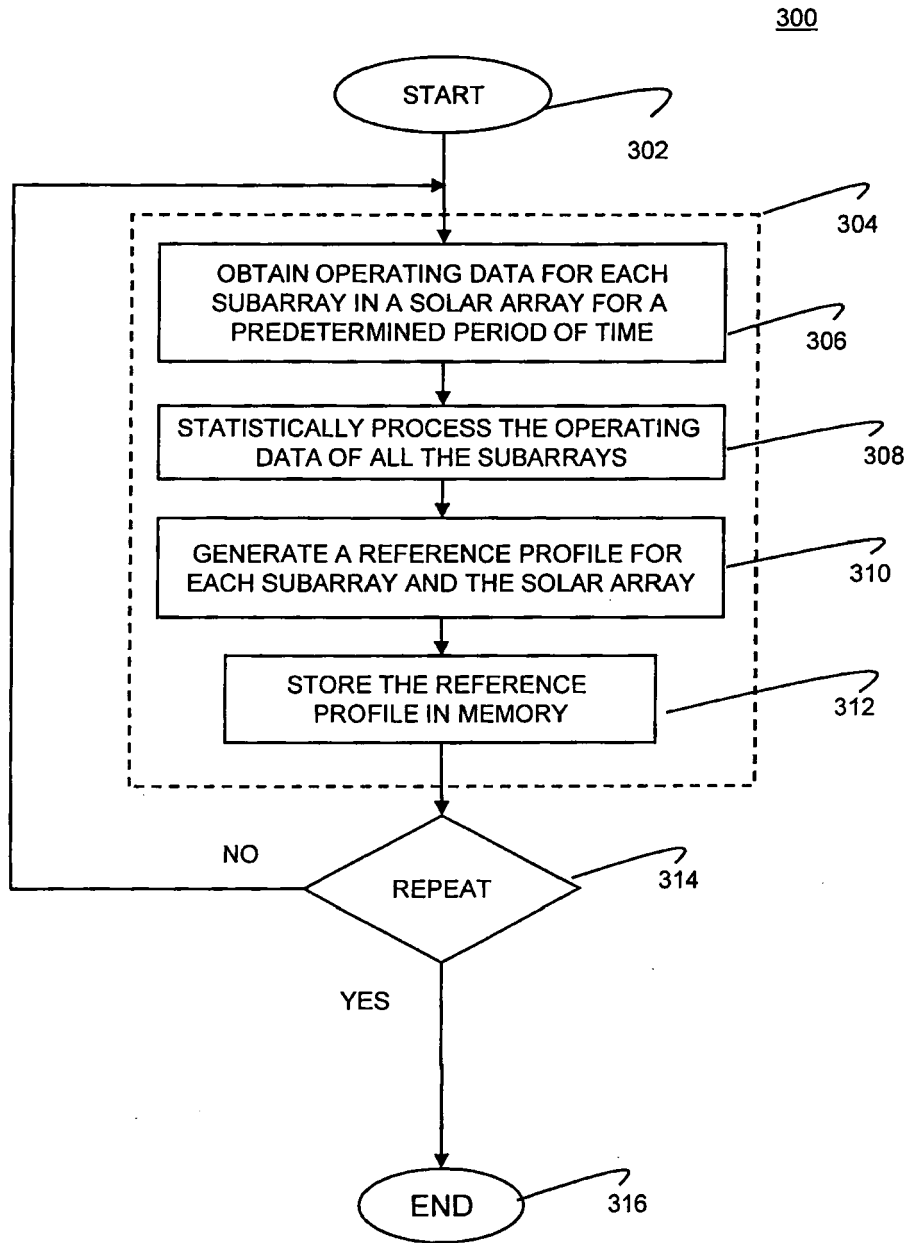 300
START
302
304
OBTAIN OPERATING DATA FOR EACH
SUBARRAY IN A SOLAR ARRAY FOR A
PREDETERMINED PERIOD OF TIME
306
STATISTICALLY PROCESS THE OPERATING
DATA OF ALL THE SUBARRAYS
308
GENERATE A REFERENCE PROFILE FOR
EACH SUBARRAY AND THE SOLAR ARRAY
310
STORE THE REFERENCE
PROFILE IN MEMORY
312
NO
REPEAT
314
YES
END
316